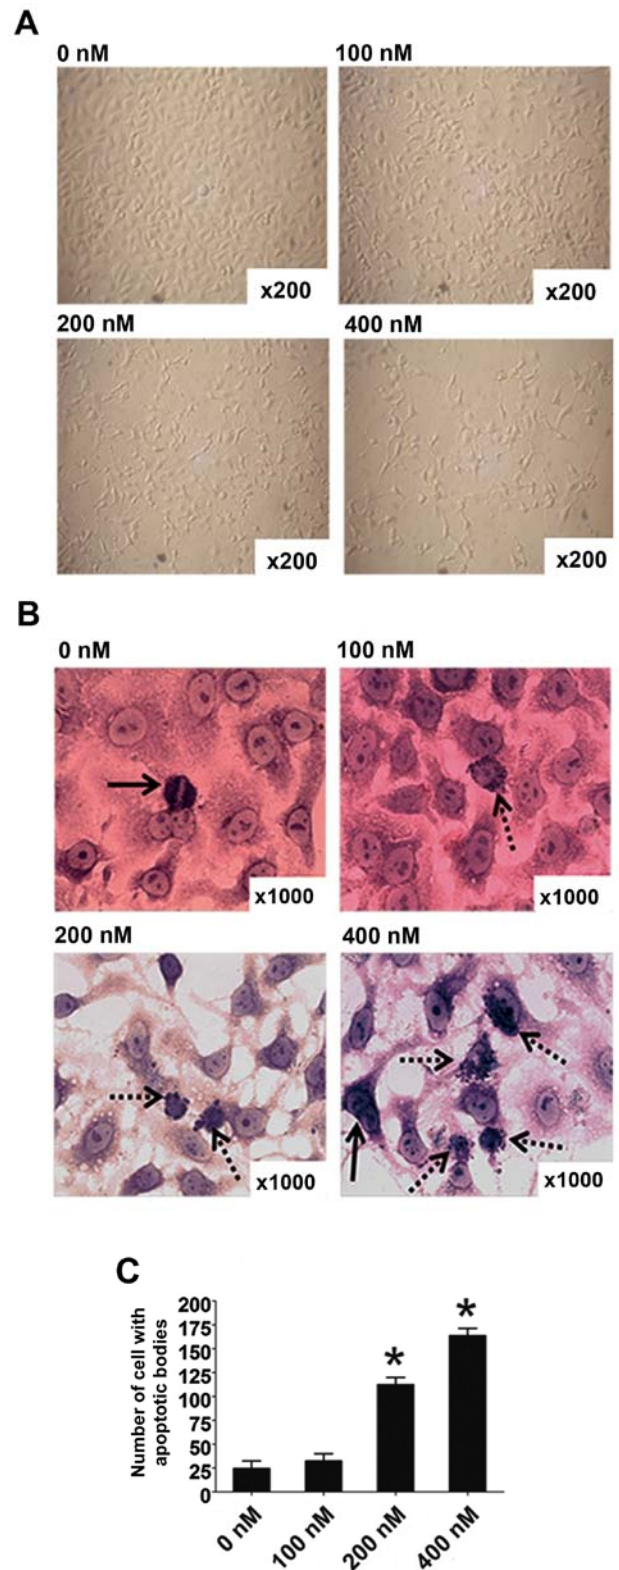 A
0 nM 100 nM
x200 x200
200 nM 400 nM
x200 x200
B
0 nM 100 nM
x1000 x1000
200 nM 400 nM
x1000 x1000
C
Number of cell with
apoptotic bodies
200
175
150
125
100
75
50
25
0
* *
0 nM 100 nM 200 nM 400 nM